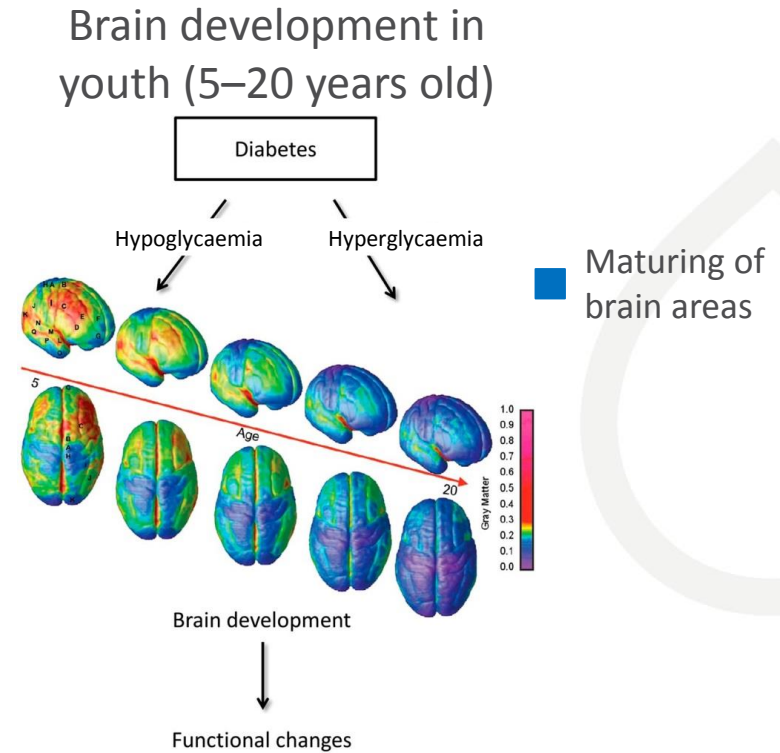 Brain development in
youth (5–20 years old)
Diabetes
Hypoglycaemia
Hyperglycaemia
Maturing of
brain areas
H A B
J I C
K E F
N D
Q M G
P L
O
5
G
C
B
A
H
K
Age
20
Gray Matter
1.0
0.9
0.8
0.7
0.6
0.5
0.4
0.3
0.2
0.1
0.0
Brain development
Functional changes